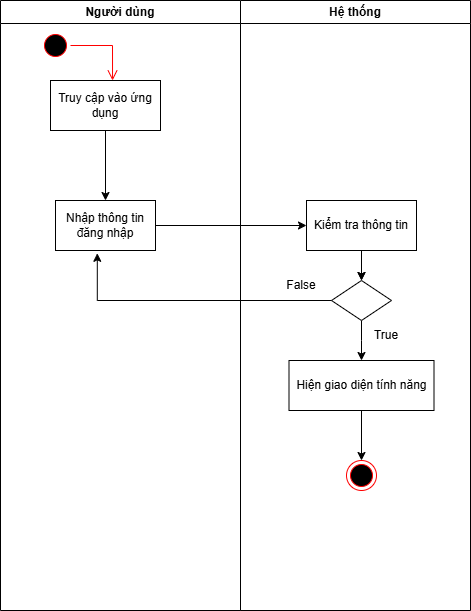 Người dùng
Hệ thống
Truy cập vào ứng
dụng
Nhập thông tin
đăng nhập
Kiểm tra thông tin
False
True
Hiện giao diện tính năng